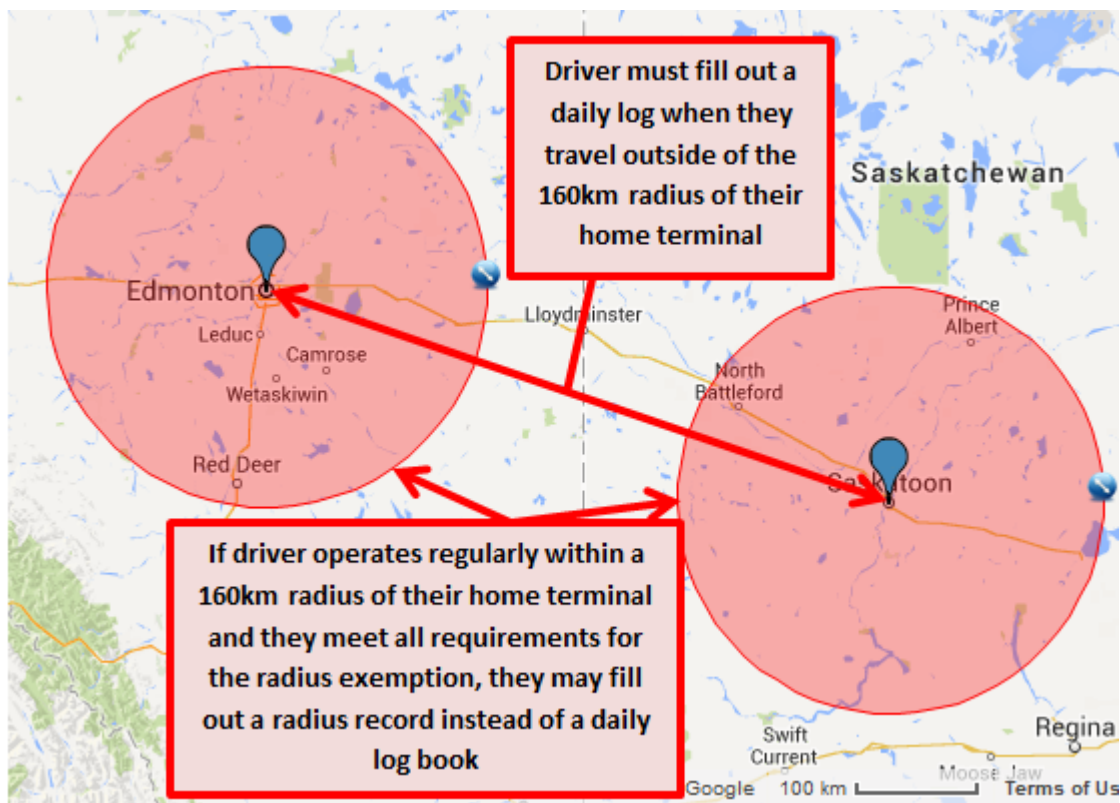 Driver must fill out a
daily log when they
travel outside of the
160km radius of their
home terminal
Saskatchewan
Edmonton
Leduc
Camrose
Wetaskiwin
Red Deer
Lloydminster
North
Battleford
Prince
Albert
Saskatoon
If driver operates regularly within a
160km radius of their home terminal
and they meet all requirements for
the radius exemption, they may fill
out a radius record instead of a daily
log book
Swift
Current
Regina
Moose Jaw
Google
100 km
Terms of Us